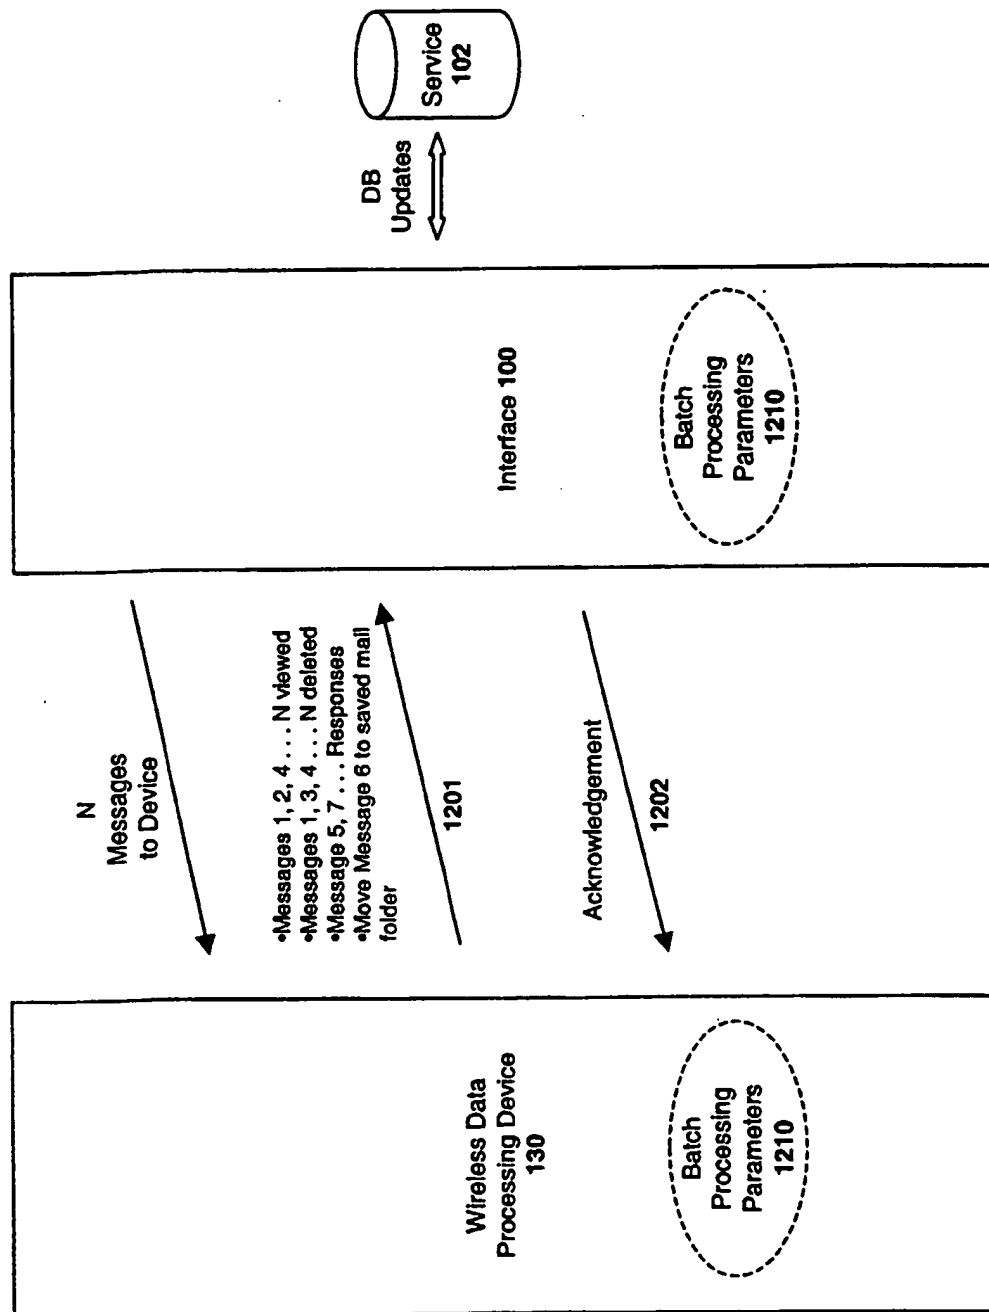 N
Messages
to Device
•Messages 1, 2, 4 ... N viewed
•Messages 1, 3, 4 ... N deleted
•Message 5, 7 ... Responses
•Move Message 6 to saved mail
folder
1201
Acknowledgement
1202
Wireless Data
Processing Device
130
Batch
Processing
Parameters
1210
Interface 100
Batch
Processing
Parameters
1210
DB
Updates
Service
102